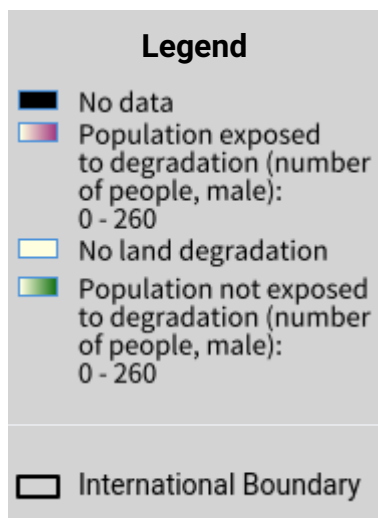 Legend
No data
Population exposed
to degradation (number
of people, male):
0 - 260
No land degradation
Population not exposed
to degradation (number
of people, male):
0 - 260
International Boundary